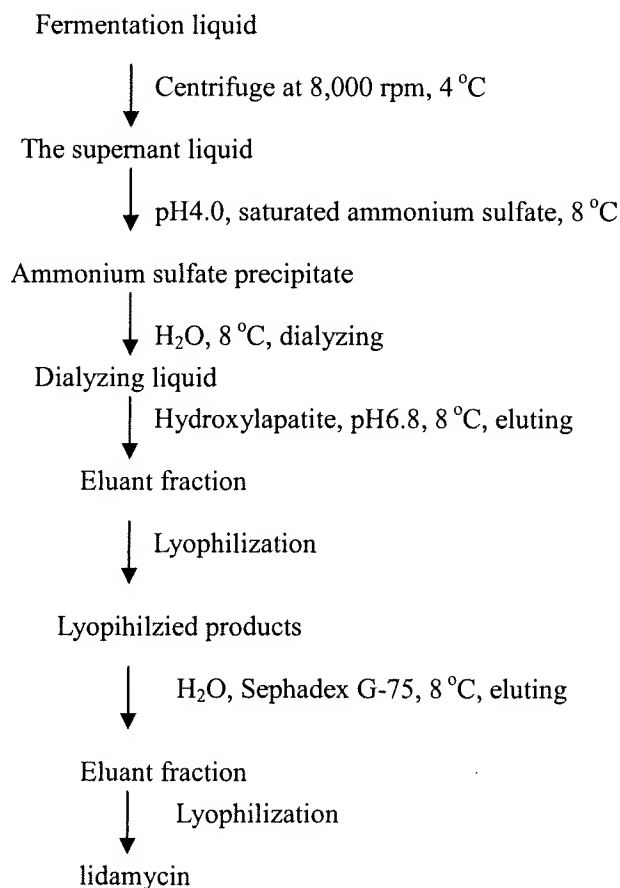 Fermentation liquid
Centrifuge at 8,000 rpm, 4 °C
The supernant liquid
pH4.0, saturated ammonium sulfate, 8 °C
Ammonium sulfate precipitate
H₂O, 8 °C, dialyzing
Dialyzing liquid
Hydroxylapatite, pH6.8, 8 °C, eluting
Eluant fraction
Lyophilization
Lyopihilzied products
H₂O, Sephadex G-75, 8 °C, eluting
Eluant fraction
Lyophilization
lidamycin